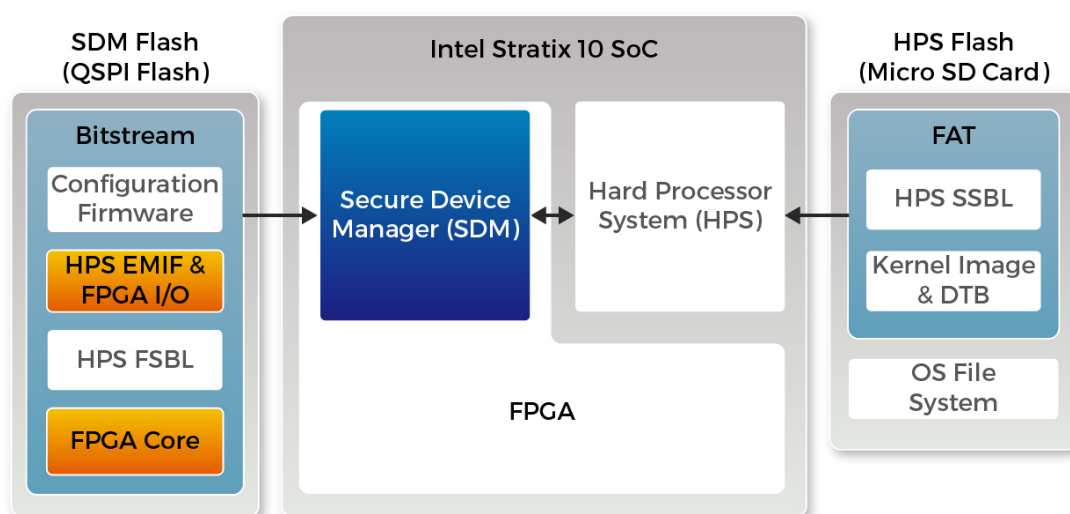 SDM Flash
(QSPI Flash)
Bitstream
Configuration
Firmware
HPS EMIF &
FPGA I/O
HPS FSBL
FPGA Core
Intel Stratix 10 SoC
Secure Device
Manager (SDM)
Hard Processor
System (HPS)
FPGA
HPS Flash
(Micro SD Card)
FAT
HPS SSBL
Kernel Image
& DTB
OS File
System